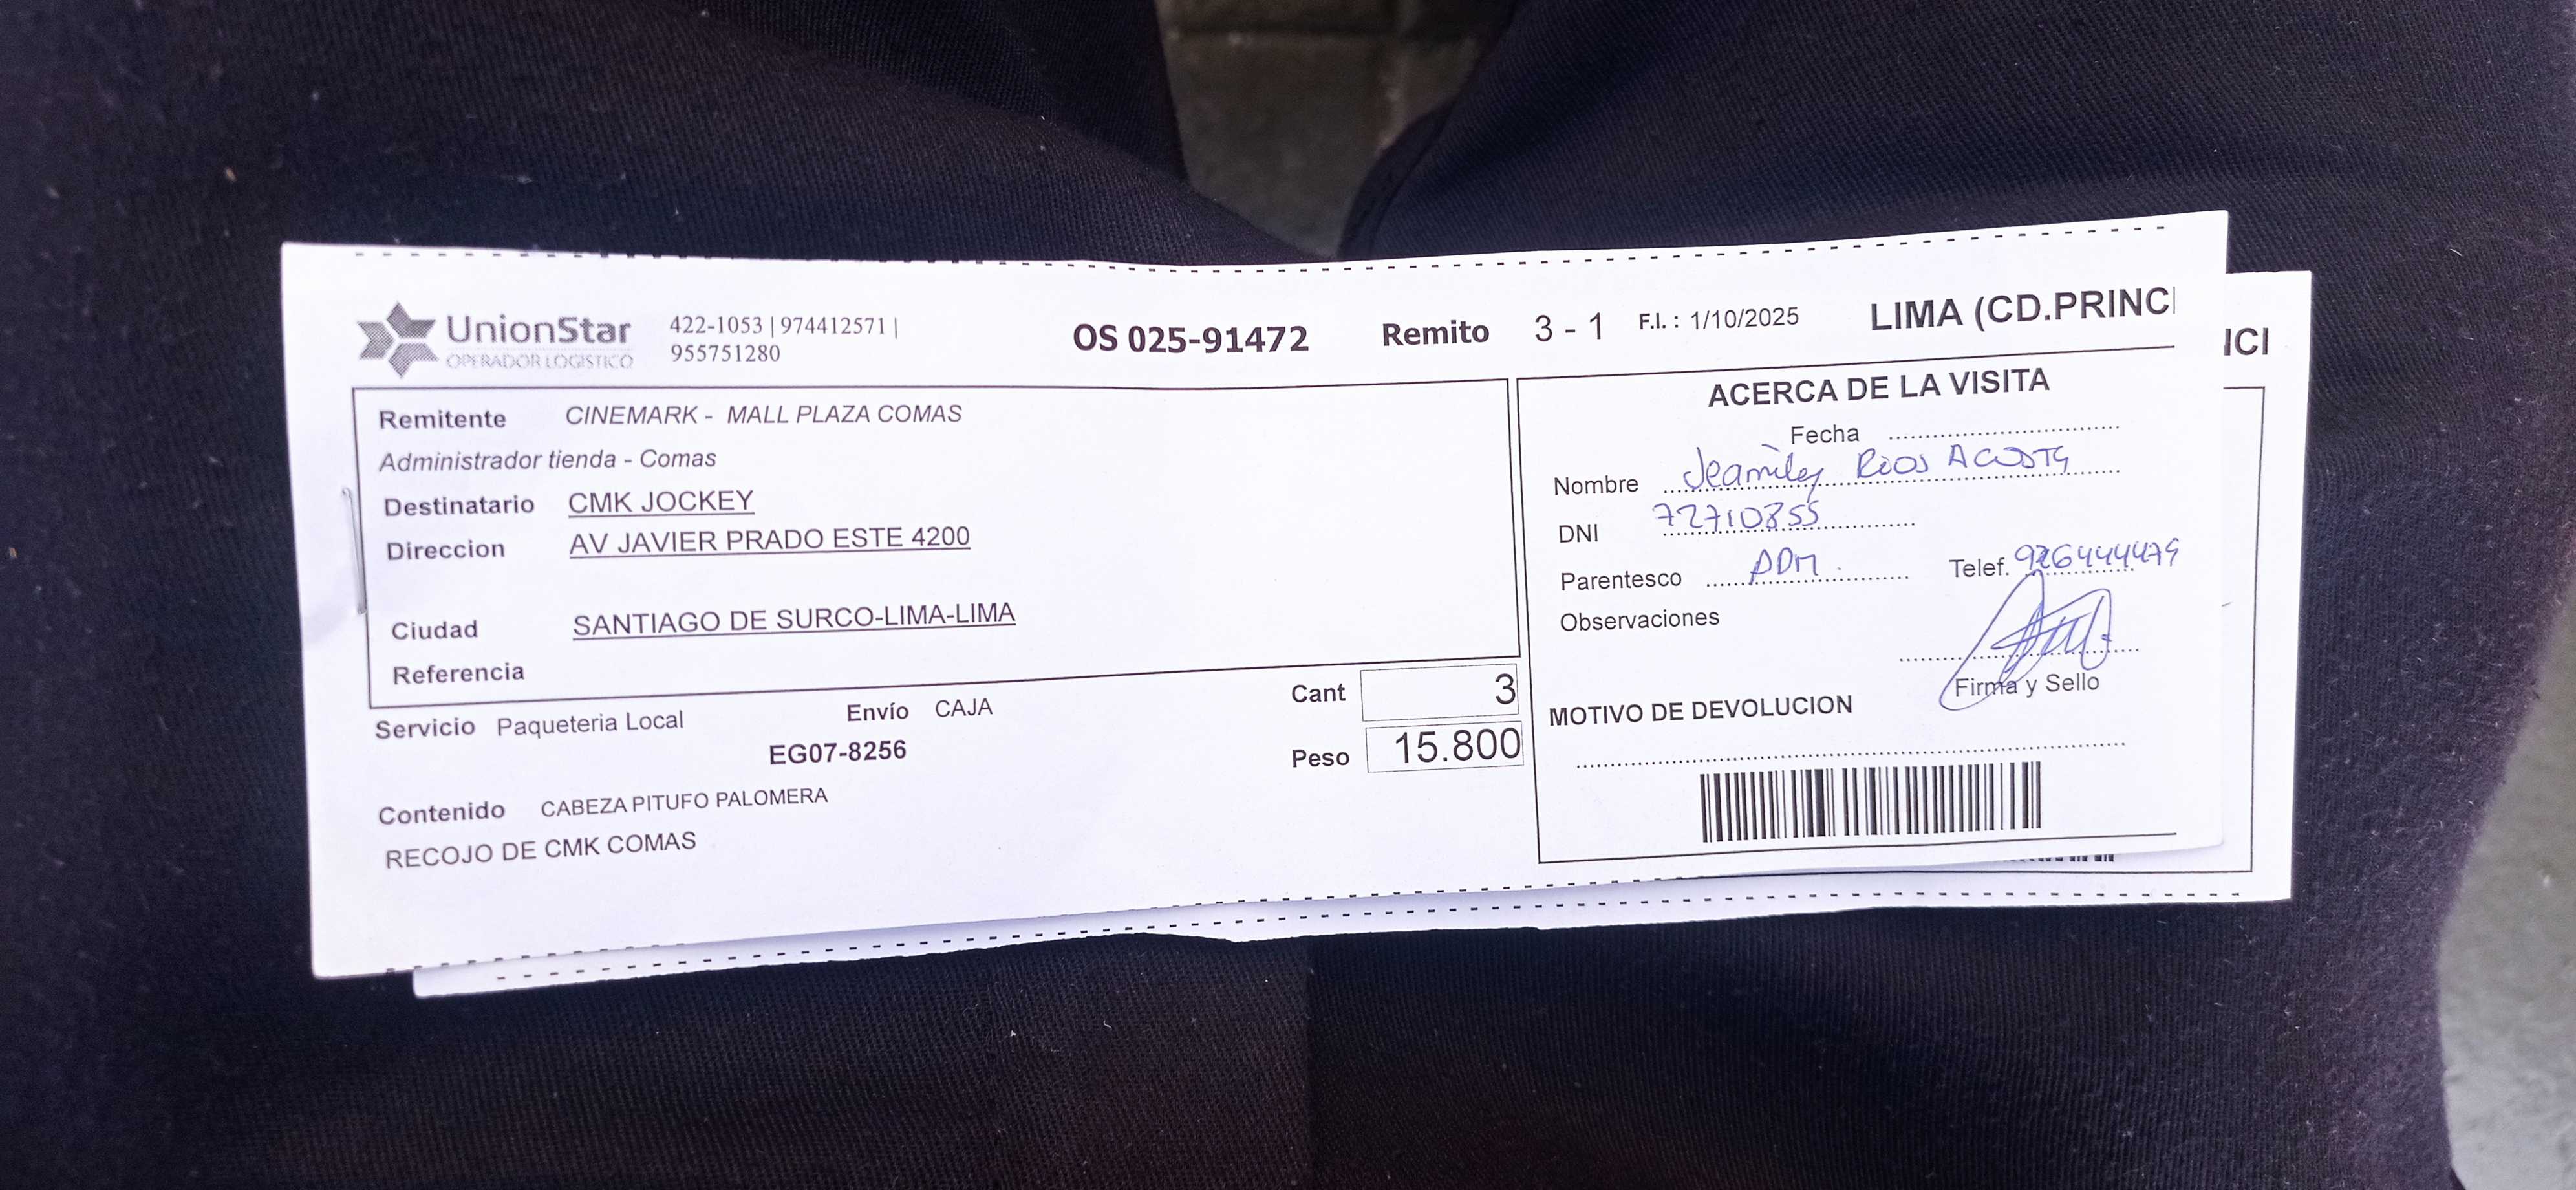 UnionStar
OPERADOR LOGISTICO
422-1053 | 974412571 |
955751280
OS 025-91472 Remito 3 - 1 F.I. : 1/10/2025 LIMA (CD.PRINCI
ICI
Remitente CINEMARK - MALL PLAZA COMAS
Administrador tienda - Comas
Destinatario CMK JOCKEY
Direccion AV JAVIER PRADO ESTE 4200
Ciudad SANTIAGO DE SURCO-LIMA-LIMA
Referencia
Servicio Paqueteria Local Envío CAJA
EG07-8256
Cant 3
Peso 15.800
Contenido CABEZA PITUFO PALOMERA
RECOJO DE CMK COMAS
ACERCA DE LA VISITA
Fecha
Nombre Rios ACOSTA
DNI 72710855
Parentesco ADM. Telef. 926444479
Observaciones
Firma y Sello
MOTIVO DE DEVOLUCION